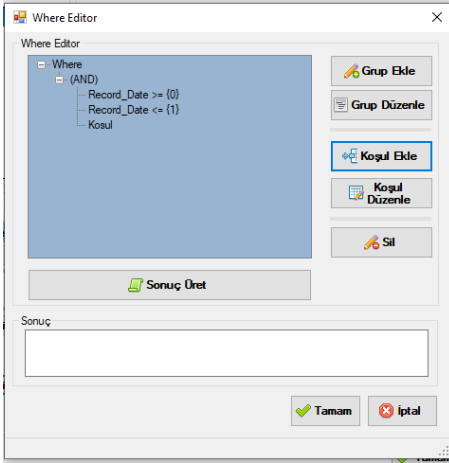 Where Editor
Where Editor
Where
(AND)
Record_Date >= {0}
Record_Date <= {1}
Kosul
Grup Ekle
Grup Düzenle
Koşul Ekle
Koşul
Düzenle
Sil
Sonuç Üret
Sonuç
Tamam
İptal